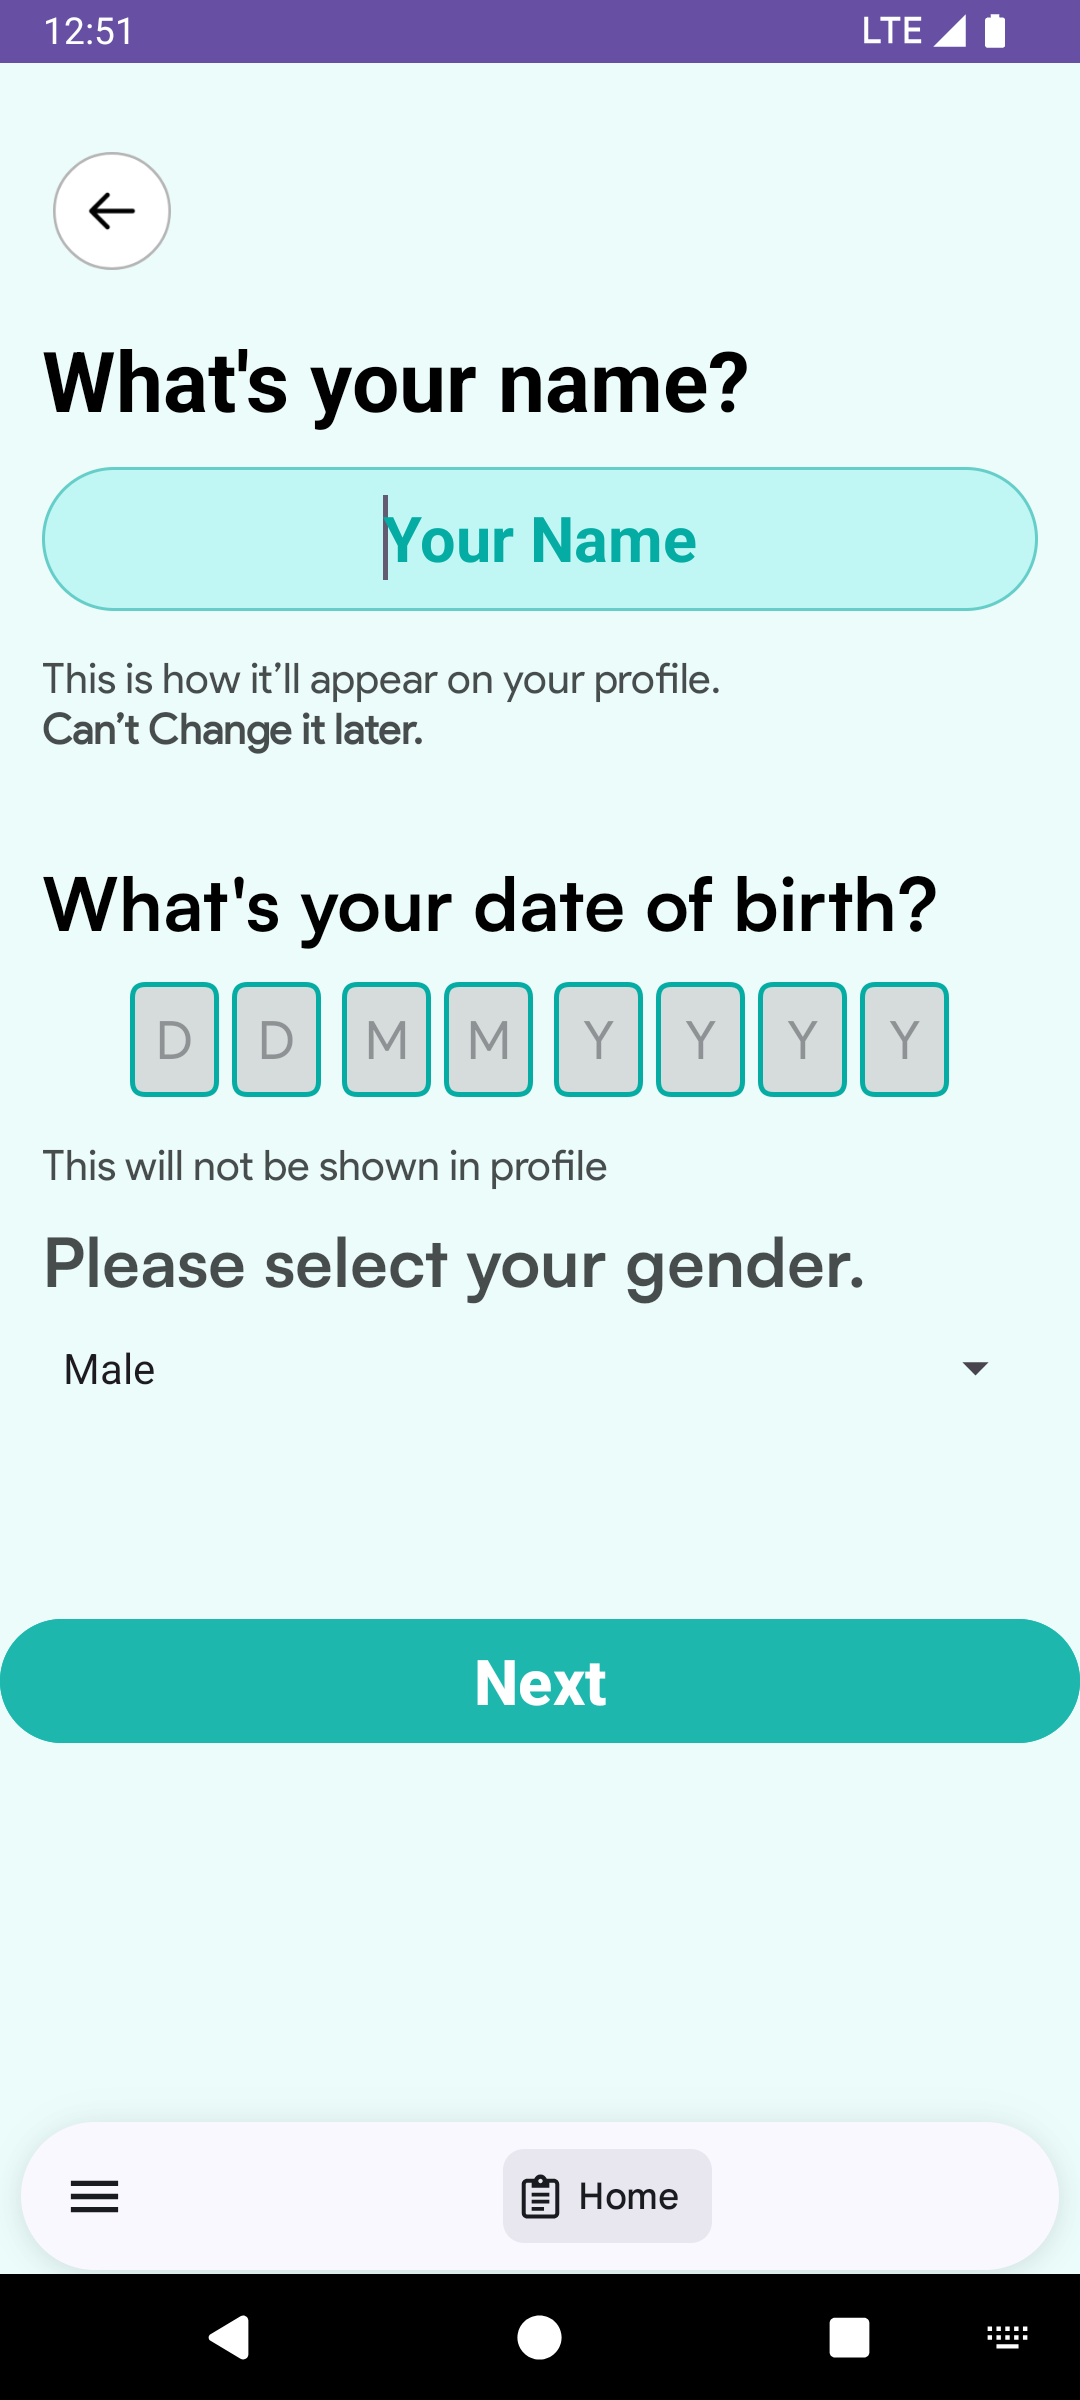 12:51
LTE
What's your name?
Your Name
This is how it’ll appear on your profile.
Can’t Change it later.
What's your date of birth?
D D M M Y Y Y Y
This will not be shown in profile
Please select your gender.
Male
Next
Home